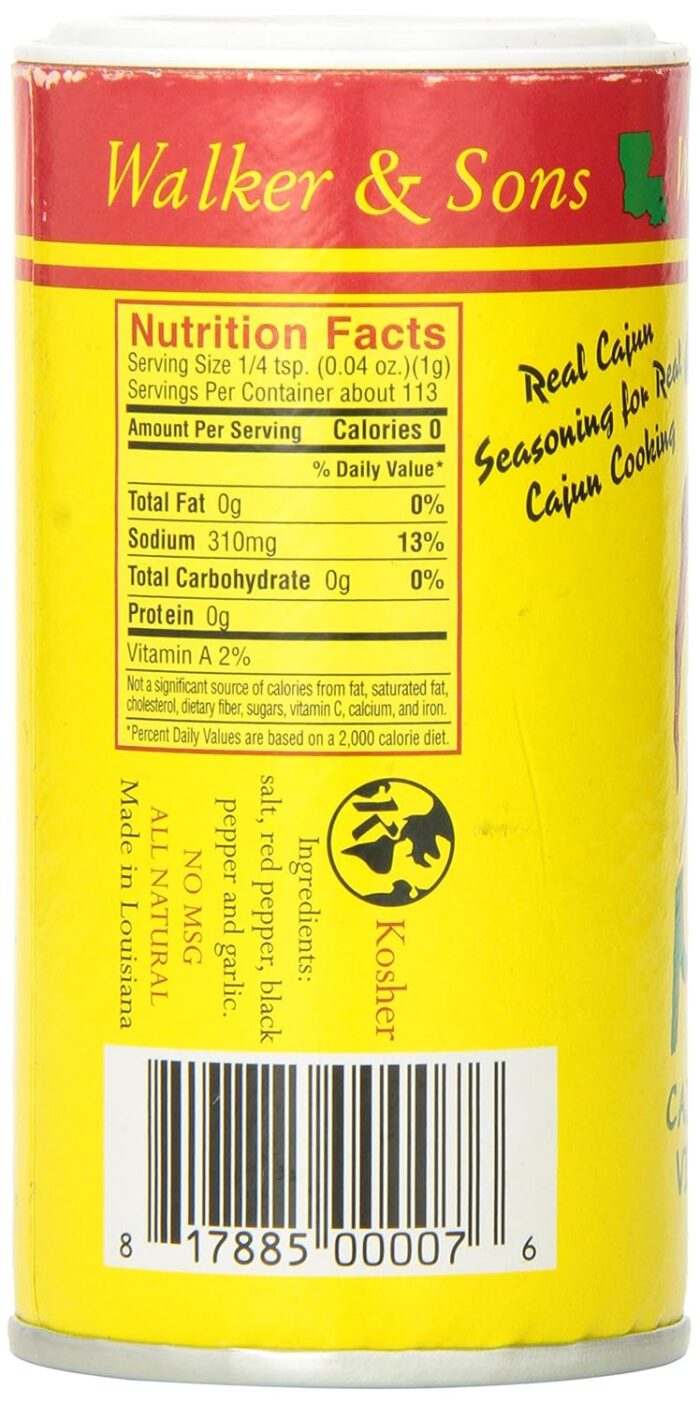 Walker & Sons
Nutrition Facts
Serving Size 1/4 tsp. (0.04 oz.)(1g)
Servings Per Container about 113
Amount Per Serving Calories 0
% Daily Value*
Total Fat 0g 0%
Sodium 310mg 13%
Total Carbohydrate 0g 0%
Protein 0g
Vitamin A 2%
Not a significant source of calories from fat, saturated fat,
cholesterol, dietary fiber, sugars, vitamin C, calcium, and iron.
*Percent Daily Values are based on a 2,000 calorie diet.
Real Cajun
Seasoning for Real
Cajun Cooking
Kosher
Ingredients:
salt, red pepper, black
pepper and garlic.
NO MSG
ALL NATURAL
Made in Louisiana
8 17885 00007 6